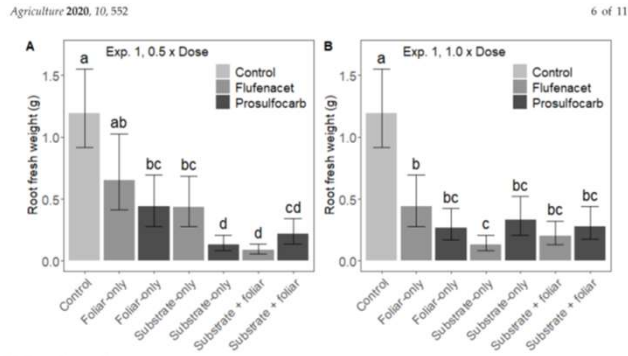 Agriculture 2020, 10, 552
6 of 11
A
Exp. 1, 0.5 x Dose
a
ab
bc
bc
d
d
cd
Control
Flufenacet
Prosulfocarb
Root fresh weight (g)
1.5
1.0
0.5
0.0
Control
Foliar-only
Foliar-only
Substrate-only
Substrate-only
Substrate + foliar
Substrate + foliar
B
Exp. 1, 1.0 x Dose
a
b
bc
c
bc
bc
bc
Control
Flufenacet
Prosulfocarb
Root fresh weight (g)
1.5
1.0
0.5
0.0
Control
Foliar-only
Foliar-only
Substrate-only
Substrate-only
Substrate + foliar
Substrate + foliar